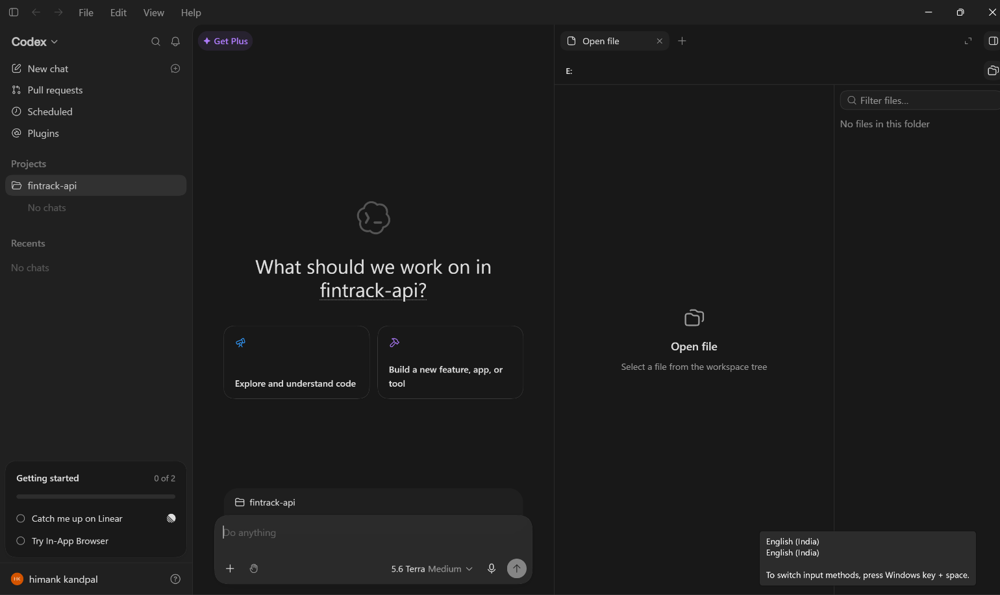 File Edit View Help
Codex
New chat
Pull requests
Scheduled
Plugins
Projects
fintrack-api
No chats
Recents
No chats
Getting started 0 of 2
Catch me up on Linear
Try In-App Browser
HK himank kandpal
Get Plus
What should we work on in
fintrack-api?
Explore and understand code
Build a new feature, app, or
tool
fintrack-api
Do anything
5.6 Terra Medium
Open file
E:
Open file
Select a file from the workspace tree
Filter files...
No files in this folder
English (India)
English (India)
To switch input methods, press Windows key + space.